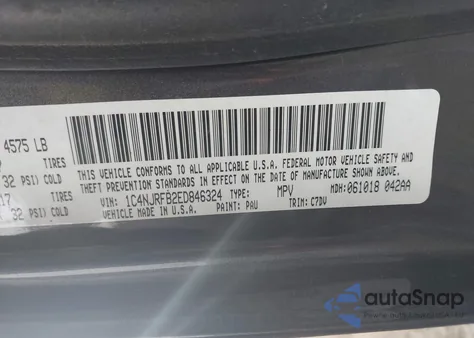 4575 LB
TIRES
32 PSI) COLD
17 TIRES
32 PSI) COLD
THIS VEHICLE CONFORMS TO ALL APPLICABLE U.S.A. FEDERAL MOTOR VEHICLE SAFETY AND
THEFT PREVENTION STANDARDS IN EFFECT ON THE DATE OF MANUFACTURE SHOWN ABOVE.
VIN: 1C4NJRFB2ED846324 MPV MDH: 061018 042AA
VEHICLE MADE IN U.S.A. PAINT: PAU TRIM: C7DV
autoSnap